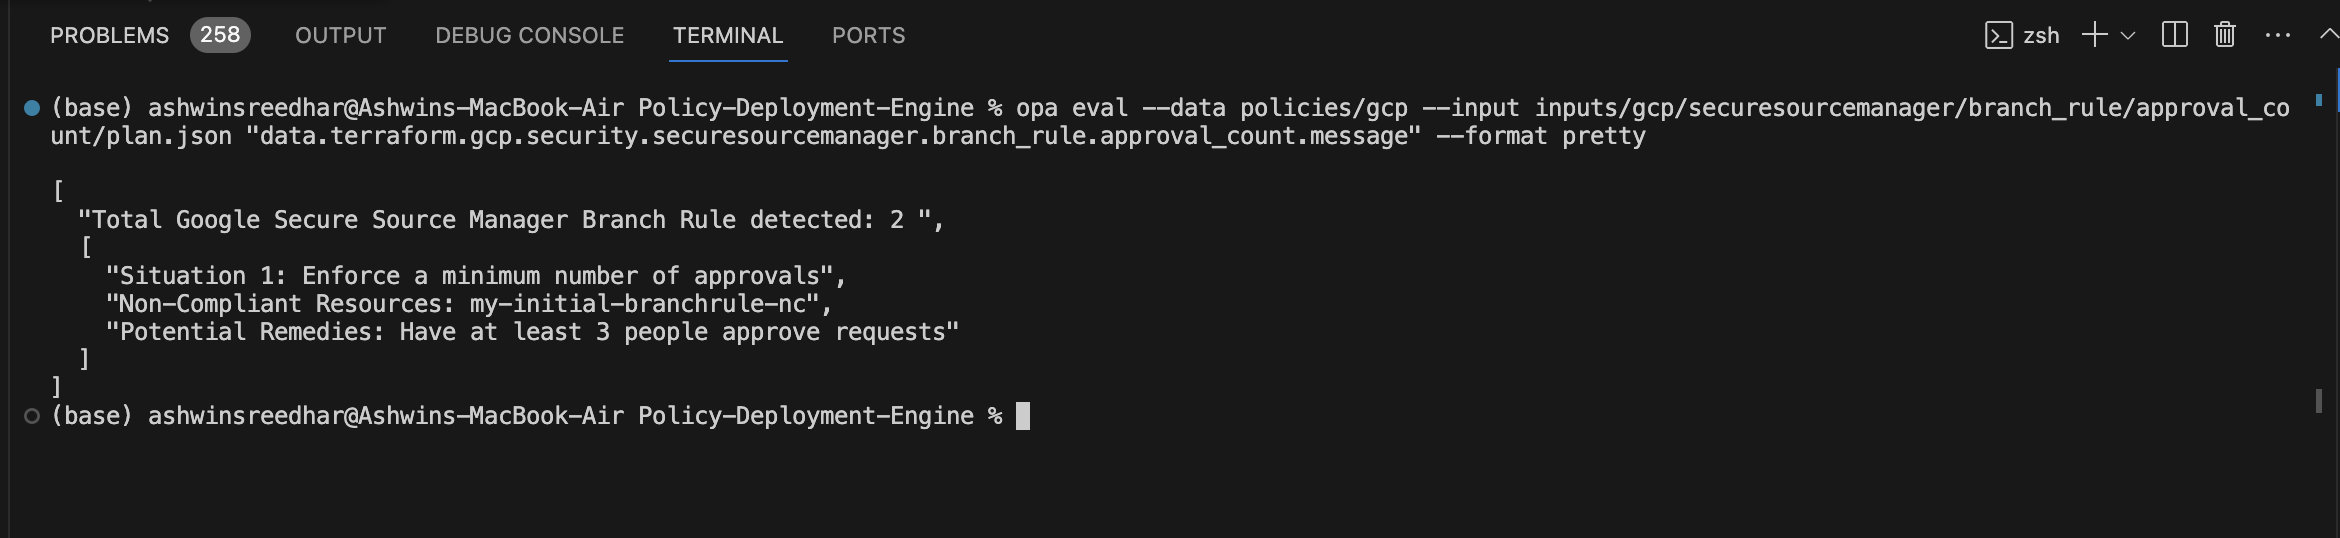 PROBLEMS 258 OUTPUT DEBUG CONSOLE TERMINAL PORTS zsh
(base) ashwinsreedhar@Ashwins-MacBook-Air Policy-Deployment-Engine % opa eval --data policies/gcp --input inputs/gcp/securesourcemanager/branch_rule/approval_co
unt/plan.json "data.terraform.gcp.security.securesourcemanager.branch_rule.approval_count.message" --format pretty
[
"Total Google Secure Source Manager Branch Rule detected: 2 ",
[
"Situation 1: Enforce a minimum number of approvals",
"Non-Compliant Resources: my-initial-branchrule-nc",
"Potential Remedies: Have at least 3 people approve requests"
]
]
(base) ashwinsreedhar@Ashwins-MacBook-Air Policy-Deployment-Engine %